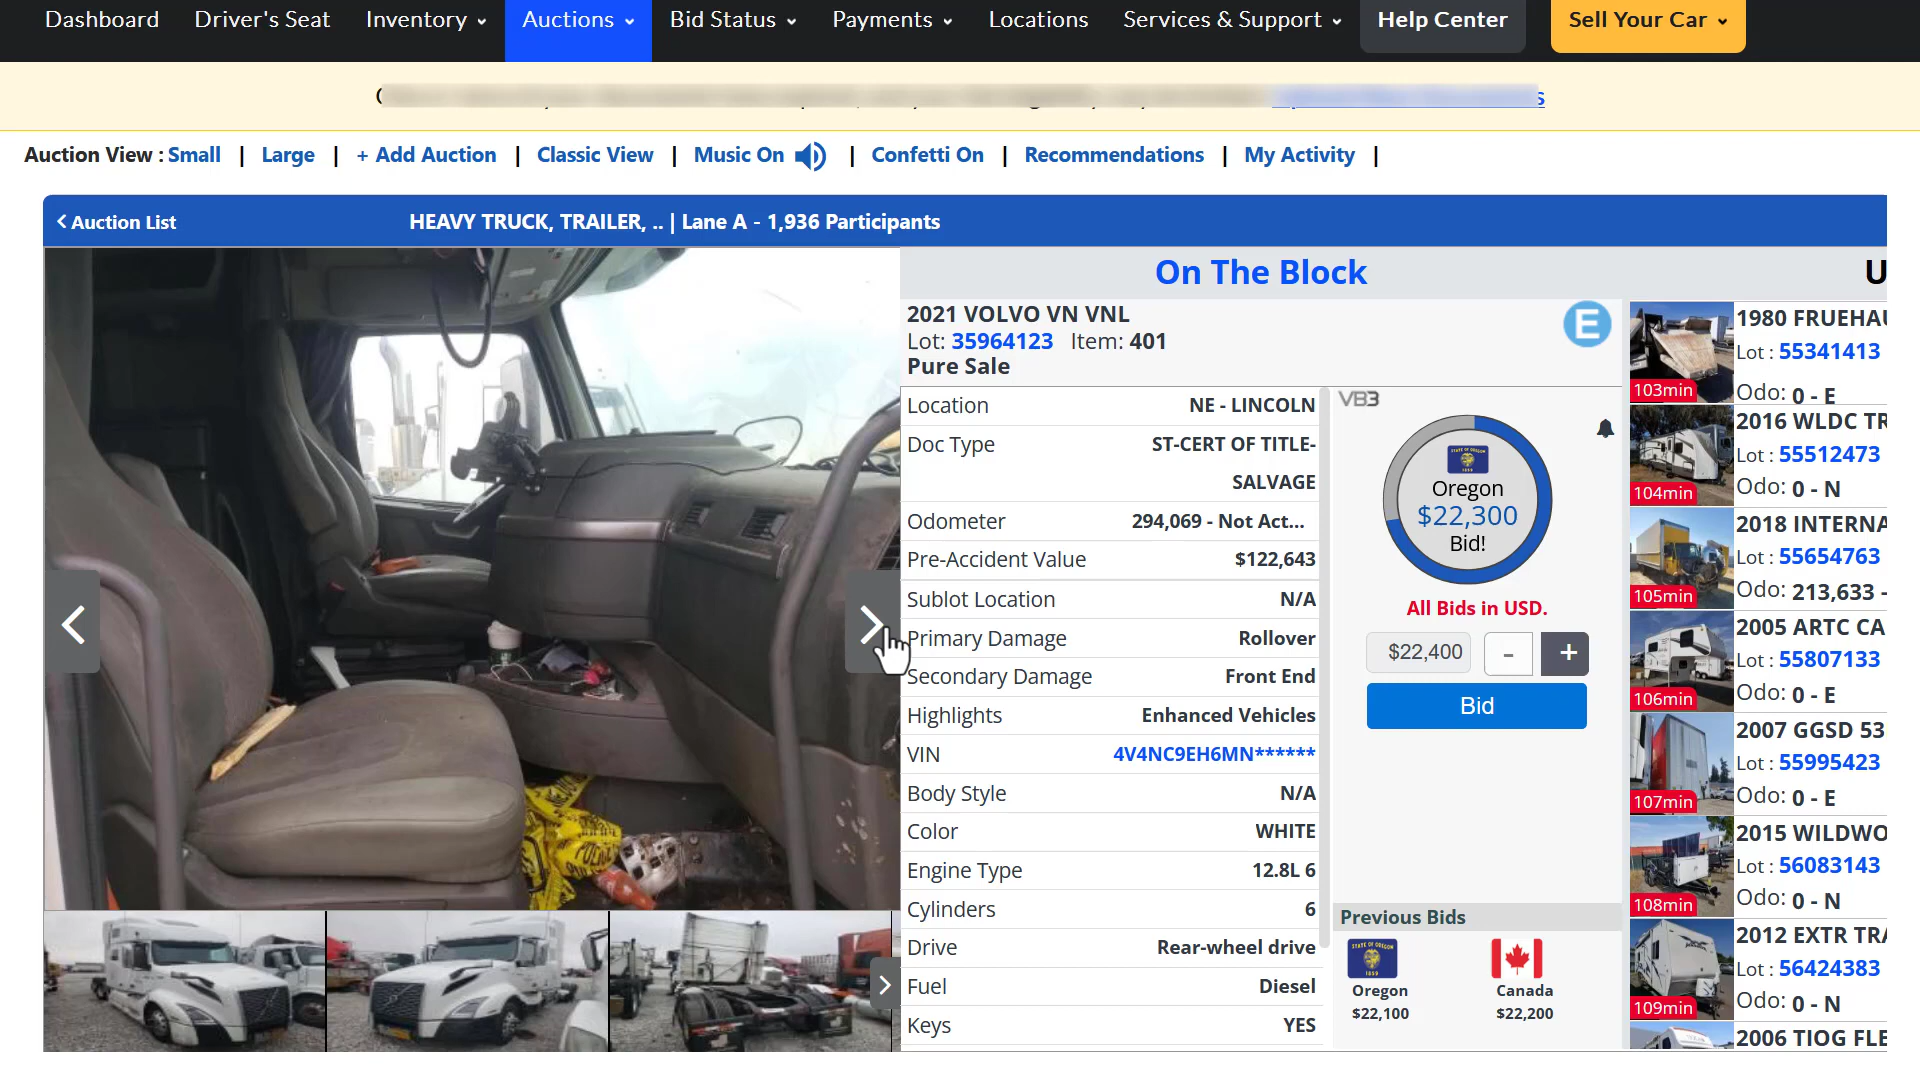 Dashboard
Driver's Seat
Inventory
Auctions
Bid Status
Payments
Locations
Services & Support
Help Center
Sell Your Car
Auction View : Small | Large | + Add Auction | Classic View | Music On | Confetti On | Recommendations | My Activity |
Auction List
HEAVY TRUCK, TRAILER, .. | Lane A - 1,936 Participants
On The Block
2021 VOLVO VN VNL
Lot: 35964123 Item: 401
Pure Sale
E
Location NE - LINCOLN
Doc Type ST-CERT OF TITLE-
SALVAGE
Odometer 294,069 - Not Act...
Pre-Accident Value $122,643
Sublot Location N/A
Primary Damage Rollover
Secondary Damage Front End
Highlights Enhanced Vehicles
VIN 4V4NC9EH6MN******
Body Style N/A
Color WHITE
Engine Type 12.8L 6
Cylinders 6
Drive Rear-wheel drive
Fuel Diesel
Keys YES
VB3
Oregon
$22,300
Bid!
All Bids in USD.
$22,400 - +
Bid
Previous Bids
Oregon
$22,100
Canada
$22,200
U
1980 FRUEHAU
Lot : 55341413
Odo: 0 - E
103min
2016 WLDC TR
Lot : 55512473
Odo: 0 - N
104min
2018 INTERNA
Lot : 55654763
Odo: 213,633 -
105min
2005 ARTC CA
Lot : 55807133
Odo: 0 - E
106min
2007 GGSD 53
Lot : 55995423
Odo: 0 - E
107min
2015 WILDWO
Lot : 56083143
Odo: 0 - N
108min
2012 EXTR TRA
Lot : 56424383
Odo: 0 - N
109min
2006 TIOG FLE